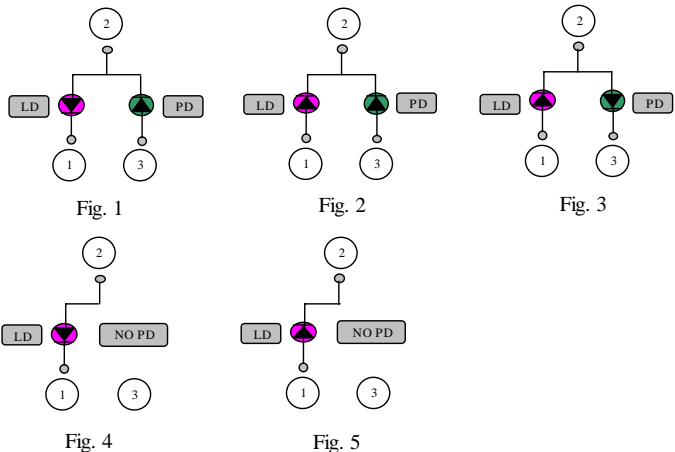 2
LD PD
1 3
Fig. 1
2
LD PD
1 3
Fig. 2
2
LD PD
1 3
Fig. 3
2
LD NO PD
1 3
Fig. 4
2
LD NO PD
1 3
Fig. 5